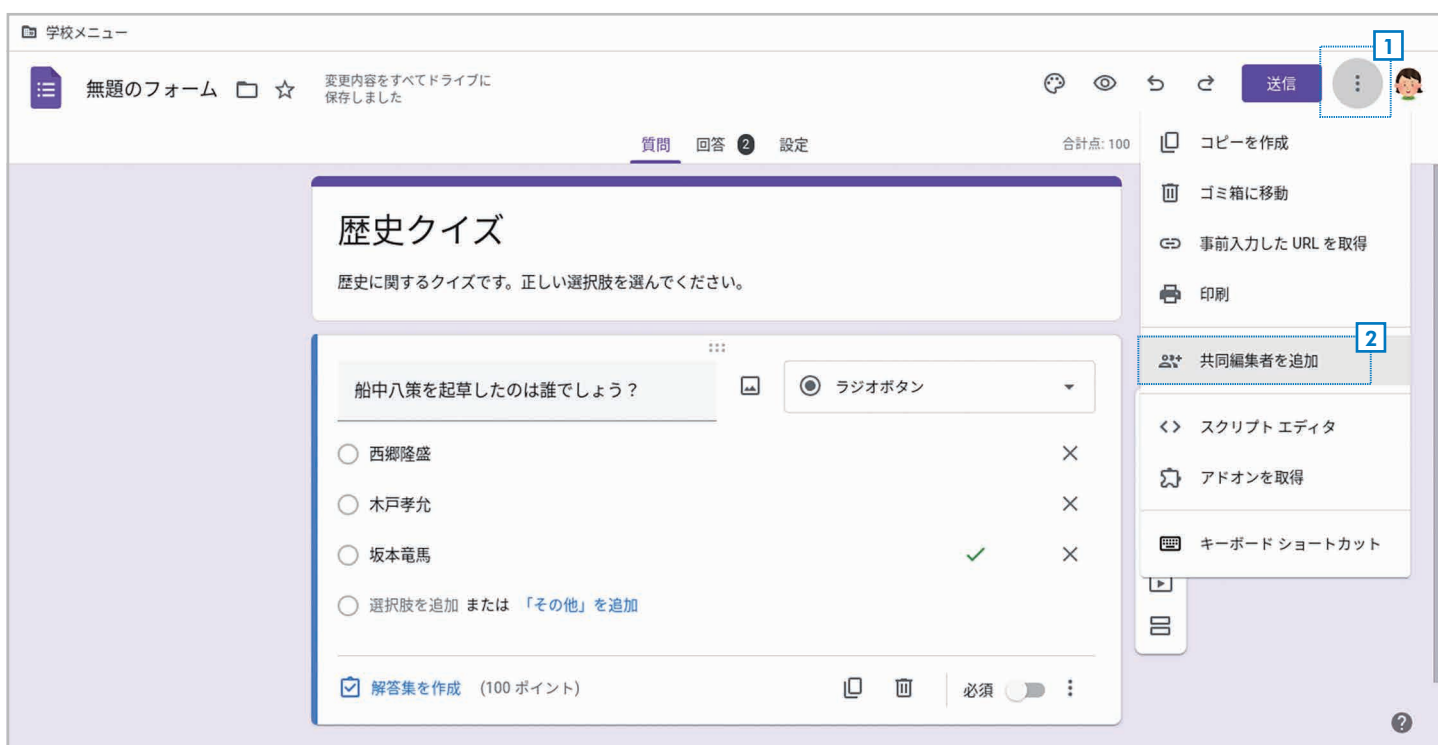 学校メニュー
1
無題のフォーム
変更内容をすべてドライブに
保存しました
送信
質問 回答 2 設定
合計点: 100
コピーを作成
ゴミ箱に移動
事前入力した URL を取得
印刷
2
共同編集者を追加
スクリプト エディタ
アドオンを取得
キーボード ショートカット
歴史クイズ
歴史に関するクイズです。正しい選択肢を選んでください。
船中八策を起草したのは誰でしょう？
ラジオボタン
西郷隆盛
木戸孝允
坂本竜馬
選択肢を追加 または 「その他」を追加
解答集を作成 (100 ポイント)
必須